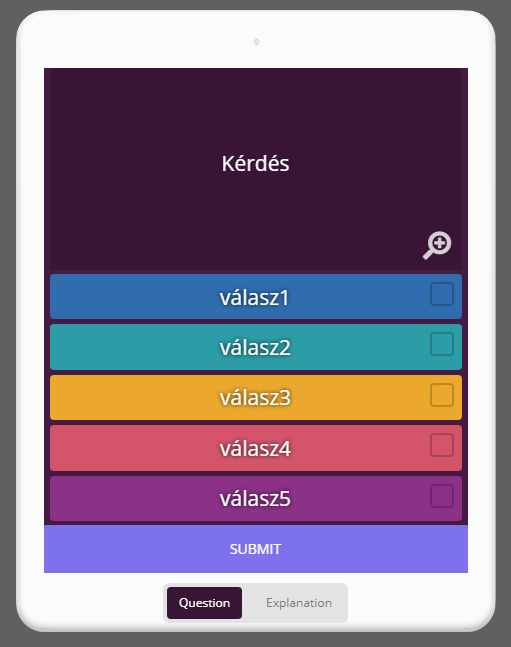 Kérdés
válasz1
válasz2
válasz3
válasz4
válasz5
SUBMIT
Question Explanation